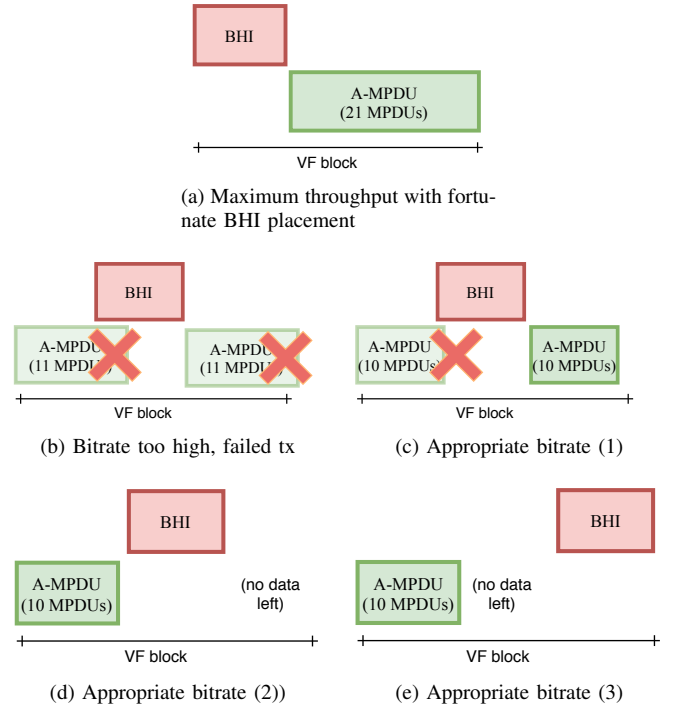 BHI
A-MPDU
(21 MPDUs)
VF block
(a) Maximum throughput with fortu-
nate BHI placement
BHI
A-MPDU
(11 MPDUs)
A-MPDU
(11 MPDUs)
VF block
(b) Bitrate too high, failed tx
BHI
A-MPDU
(10 MPDUs)
A-MPDU
(10 MPDUs)
VF block
(c) Appropriate bitrate (1)
BHI
A-MPDU
(10 MPDUs)
(no data
left)
VF block
(d) Appropriate bitrate (2))
BHI
A-MPDU
(10 MPDUs)
(no data
left)
VF block
(e) Appropriate bitrate (3)